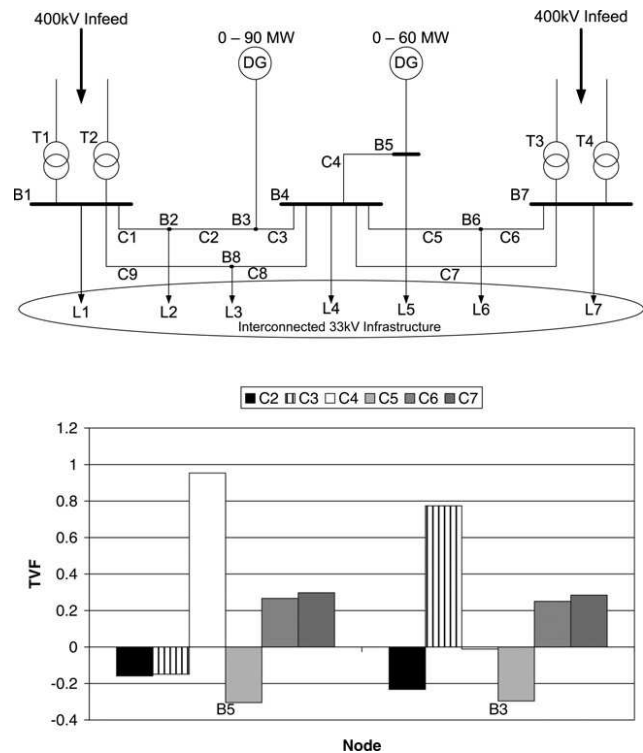 400kV Infeed
400kV Infeed
0 – 90 MW
0 – 60 MW
DG
DG
T1
T2
T3
T4
B5
C4
B1
B2
B3
B4
B6
B7
C1
C2
C3
C5
C6
B8
C9
C8
C7
L1
L2
L3
L4
L5
L6
L7
Interconnected 33kV Infrastructure
C2 C3 C4 C5 C6 C7
1.2
1
0.8
0.6
0.4
0.2
0
-0.2
-0.4
TVF
B5
B3
Node